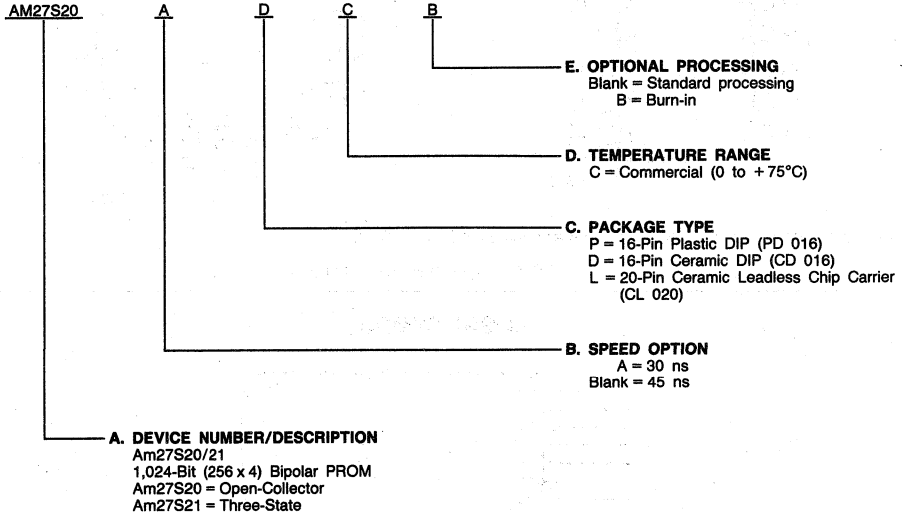 AM27S20 A D C B
E. OPTIONAL PROCESSING
Blank = Standard processing
B = Burn-in
D. TEMPERATURE RANGE
C = Commercial (0 to +75°C)
C. PACKAGE TYPE
P = 16-Pin Plastic DIP (PD 016)
D = 16-Pin Ceramic DIP (CD 016)
L = 20-Pin Ceramic Leadless Chip Carrier
(CL 020)
B. SPEED OPTION
A = 30 ns
Blank = 45 ns
A. DEVICE NUMBER/DESCRIPTION
Am27S20/21
1,024-Bit (256 x 4) Bipolar PROM
Am27S20 = Open-Collector
Am27S21 = Three-State